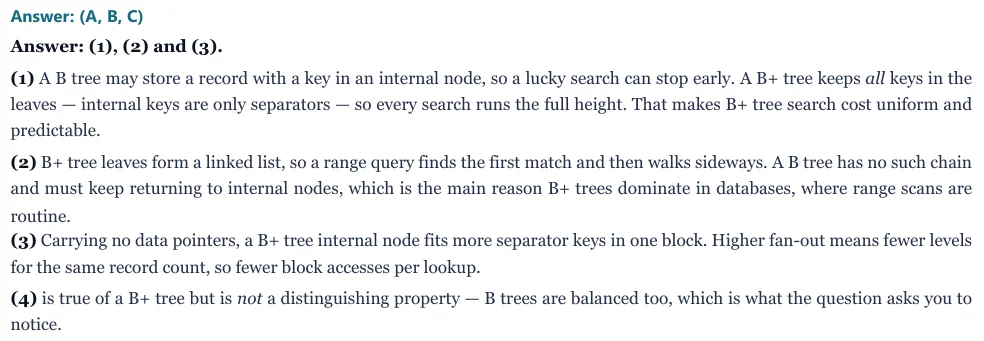 Answer: (A, B, C)
Answer: (1), (2) and (3).
(1) A B tree may store a record with a key in an internal node, so a lucky search can stop early. A B+ tree keeps all keys in the
leaves — internal keys are only separators — so every search runs the full height. That makes B+ tree search cost uniform and
predictable.
(2) B+ tree leaves form a linked list, so a range query finds the first match and then walks sideways. A B tree has no such chain
and must keep returning to internal nodes, which is the main reason B+ trees dominate in databases, where range scans are
routine.
(3) Carrying no data pointers, a B+ tree internal node fits more separator keys in one block. Higher fan-out means fewer levels
for the same record count, so fewer block accesses per lookup.
(4) is true of a B+ tree but is not a distinguishing property — B trees are balanced too, which is what the question asks you to
notice.